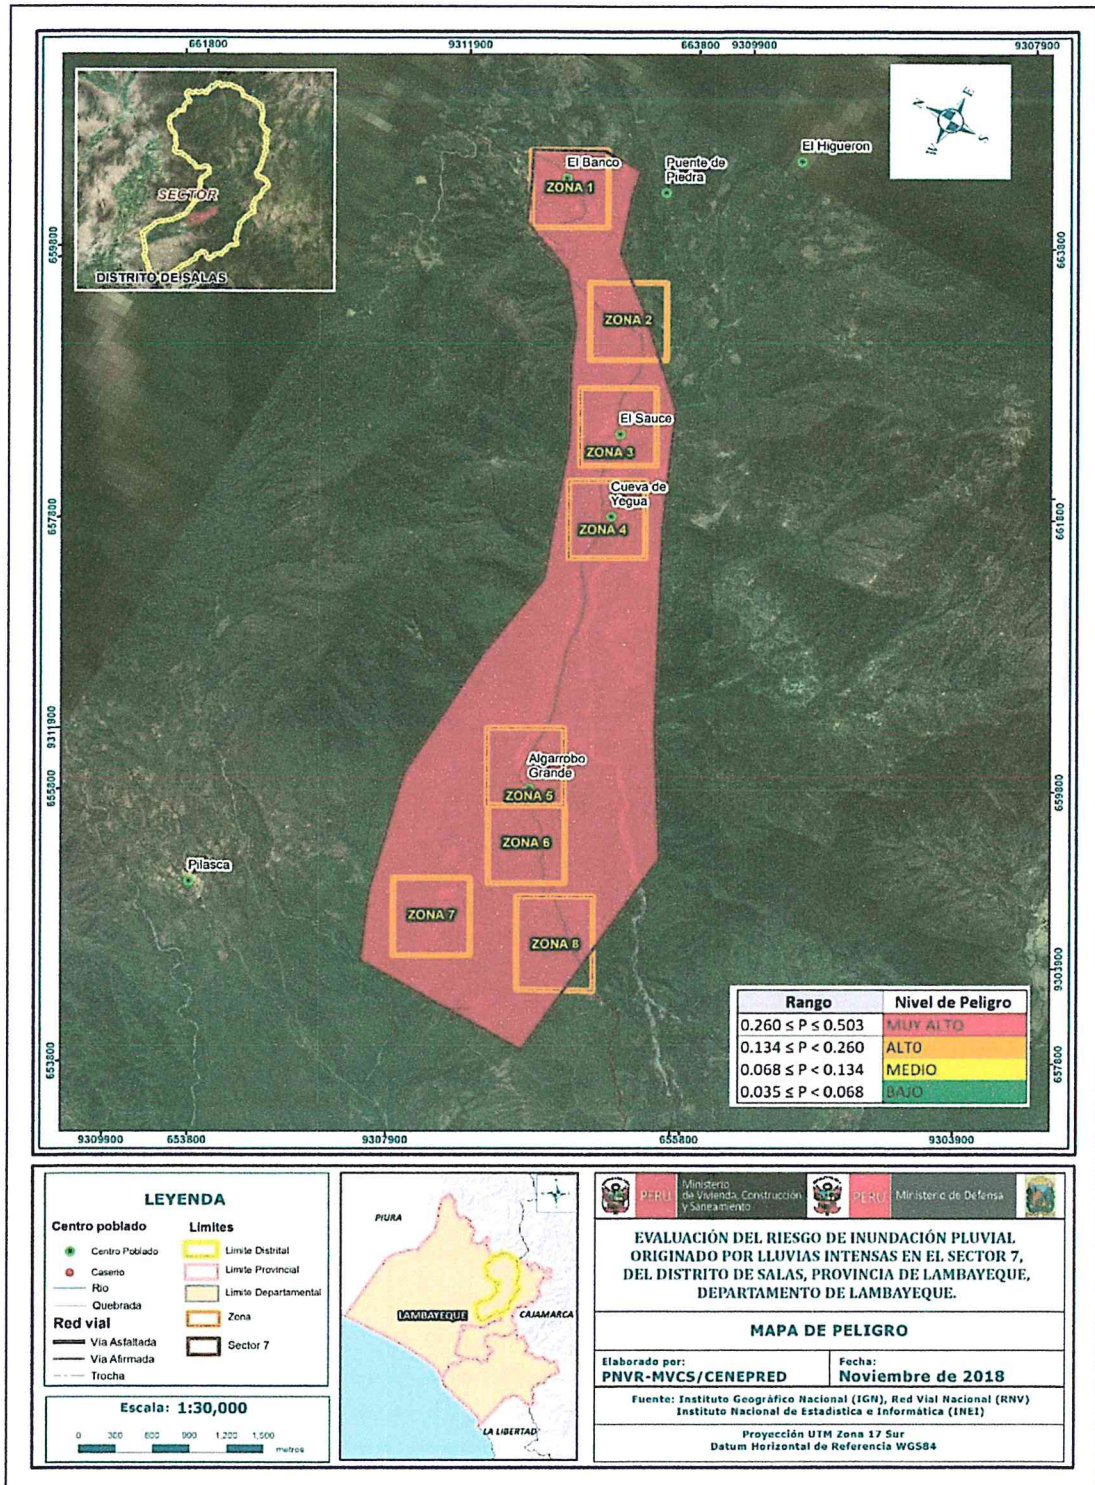 661800
9311900
663800
9309900
9307900
N
E
W
S
SECTOR
DISTRITO DE SALAS
El Banco
ZONA 1
Puente de
Piedra
El Higueron
659800
663800
ZONA 2
El Sauce
ZONA 3
Cueva de
Yegua
ZONA 4
657800
661800
9311900
Algarrobo
Grande
ZONA 5
655800
659800
ZONA 6
Pilasca
ZONA 7
ZONA 8
9303900
653800
657800
Rango
Nivel de Peligro
0.260 ≤ P ≤ 0.503
MUY ALTO
0.134 ≤ P < 0.260
ALTO
0.068 ≤ P < 0.134
MEDIO
0.035 ≤ P < 0.068
BAJO
9309900
653800
9307900
655800
9303900
LEYENDA
Centro poblado
Centro Poblado
Caserio
Rio
Quebrada
Red vial
Via Asfaltada
Via Afirmada
Trocha
Limites
Limite Distrital
Limite Provincial
Limite Departamental
Zona
Sector 7
Escala: 1:30,000
0 300 600 900 1,200 1,500
metros
PIURA
LAMBAYEQUE
CAJAMARCA
LA LIBERTAD
PERÚ
Ministerio
de Vivienda, Construcción
y Saneamiento
PERÚ
Ministerio de Defensa
EVALUACIÓN DEL RIESGO DE INUNDACIÓN PLUVIAL
ORIGINADO POR LLUVIAS INTENSAS EN EL SECTOR 7,
DEL DISTRITO DE SALAS, PROVINCIA DE LAMBAYEQUE,
DEPARTAMENTO DE LAMBAYEQUE.
MAPA DE PELIGRO
Elaborado por:
PNVR-MVCS/CENEPRED
Fecha:
Noviembre de 2018
Fuente: Instituto Geográfico Nacional (IGN), Red Vial Nacional (RNV)
Instituto Nacional de Estadística e Informática (INEI)
Proyección UTM Zona 17 Sur
Datum Horizontal de Referencia WGS84